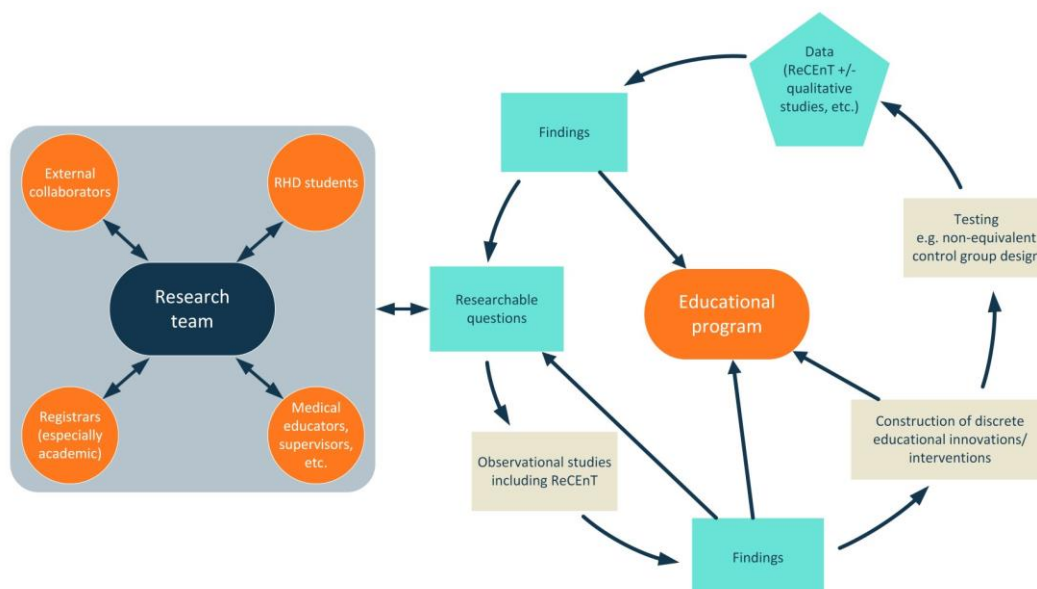 External
collaborators
RHD students
Research
team
Registrars
(especially
academic)
Medical
educators,
supervisors,
etc.
Data
(ReCEnT +/-
qualitative
studies, etc.)
Findings
Testing
e.g. non-equivalent
control group design
Researchable
questions
Educational
program
Construction of discrete
educational innovations/
interventions
Observational studies
including ReCEnT
Findings